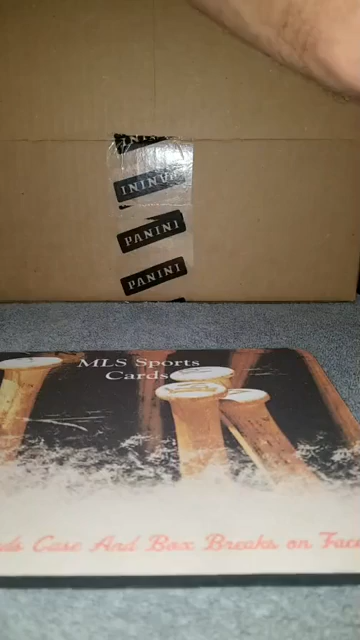 PANINI
PANINI
PANINI
MLS Sports
Cards
Case And Box Breaks on